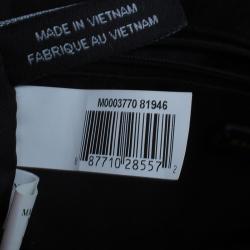 MADE IN VIETNAM
FABRIQUE AU VIETNAM
M0003770 81946
8 87710 28557 2